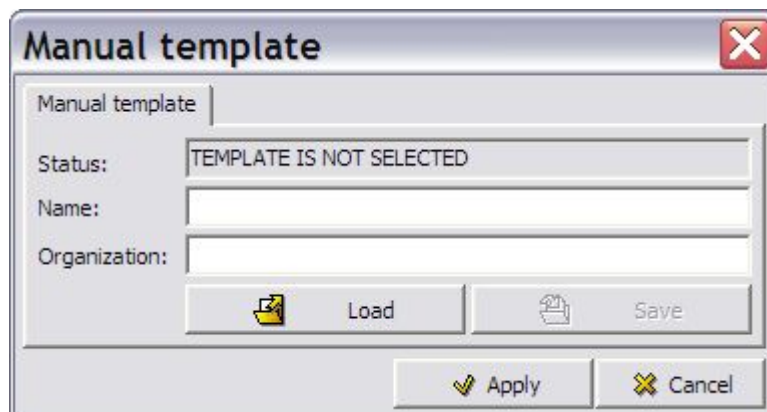 Manual template
Manual template
Status: TEMPLATE IS NOT SELECTED
Name:
Organization:
Load Save
Apply Cancel